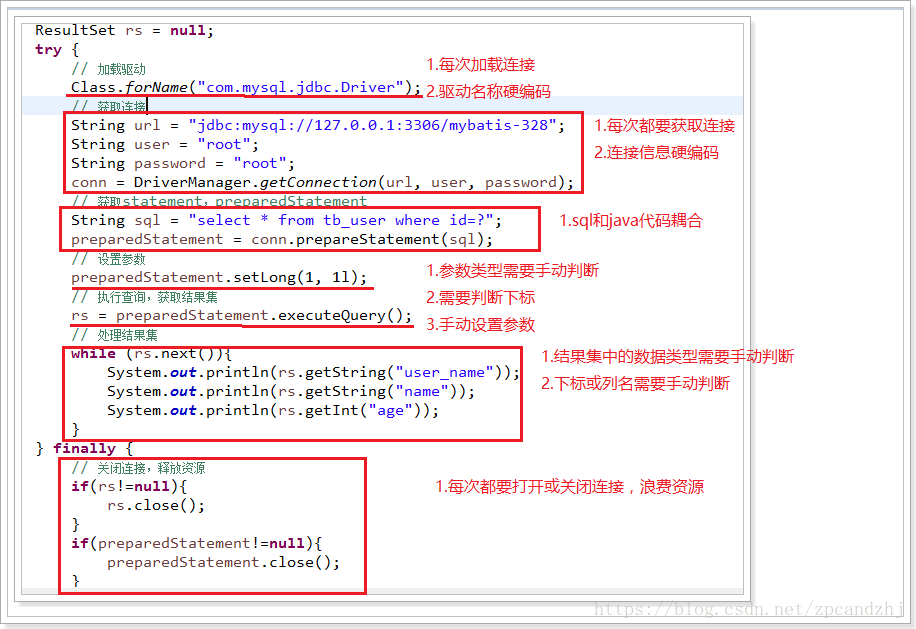 ResultSet rs = null;
try {
// 加载驱动
1.每次加载连接
Class.forName("com.mysql.jdbc.Driver");
2.驱动名称硬编码
// 获取连接
String url = "jdbc:mysql://127.0.0.1:3306/mybatis-328";
1.每次都要获取连接
String user = "root";
2.连接信息硬编码
String password = "root";
conn = DriverManager.getConnection(url, user, password);
// 获取statement，preparedStatement
String sql = "select * from tb_user where id=?";
1.sql和java代码耦合
preparedStatement = conn.prepareStatement(sql);
// 设置参数
1.参数类型需要手动判断
preparedStatement.setLong(1, 1l);
// 执行查询，获取结果集
2.需要判断下标
rs = preparedStatement.executeQuery();
3.手动设置参数
// 处理结果集
while (rs.next()){
1.结果集中的数据类型需要手动判断
System.out.println(rs.getString("user_name"));
2.下标或列名需要手动判断
System.out.println(rs.getString("name"));
System.out.println(rs.getInt("age"));
}
} finally {
// 关闭连接，释放资源
if(rs!=null){
1.每次都要打开或关闭连接，浪费资源
rs.close();
}
if(preparedStatement!=null){
preparedStatement.close();
}
https://blog.csdn.net/zpcandzhj